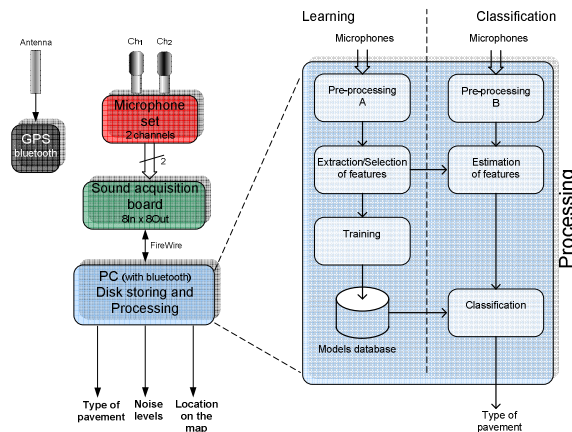 Antenna
Ch1
Ch2
GPS
bluetooth
Microphone
set
2 channels
2
Sound acquisition
board
8In x 8Out
FireWire
PC (with bluetooth)
Disk storing and
Processing
Type of
pavement
Noise
levels
Location
on the
map
Learning
Classification
Microphones
Microphones
Pre-processing
A
Pre-processing
B
Extraction/Selection
of features
Estimation
of features
Training
Classification
Models database
Type of
pavement
Processing